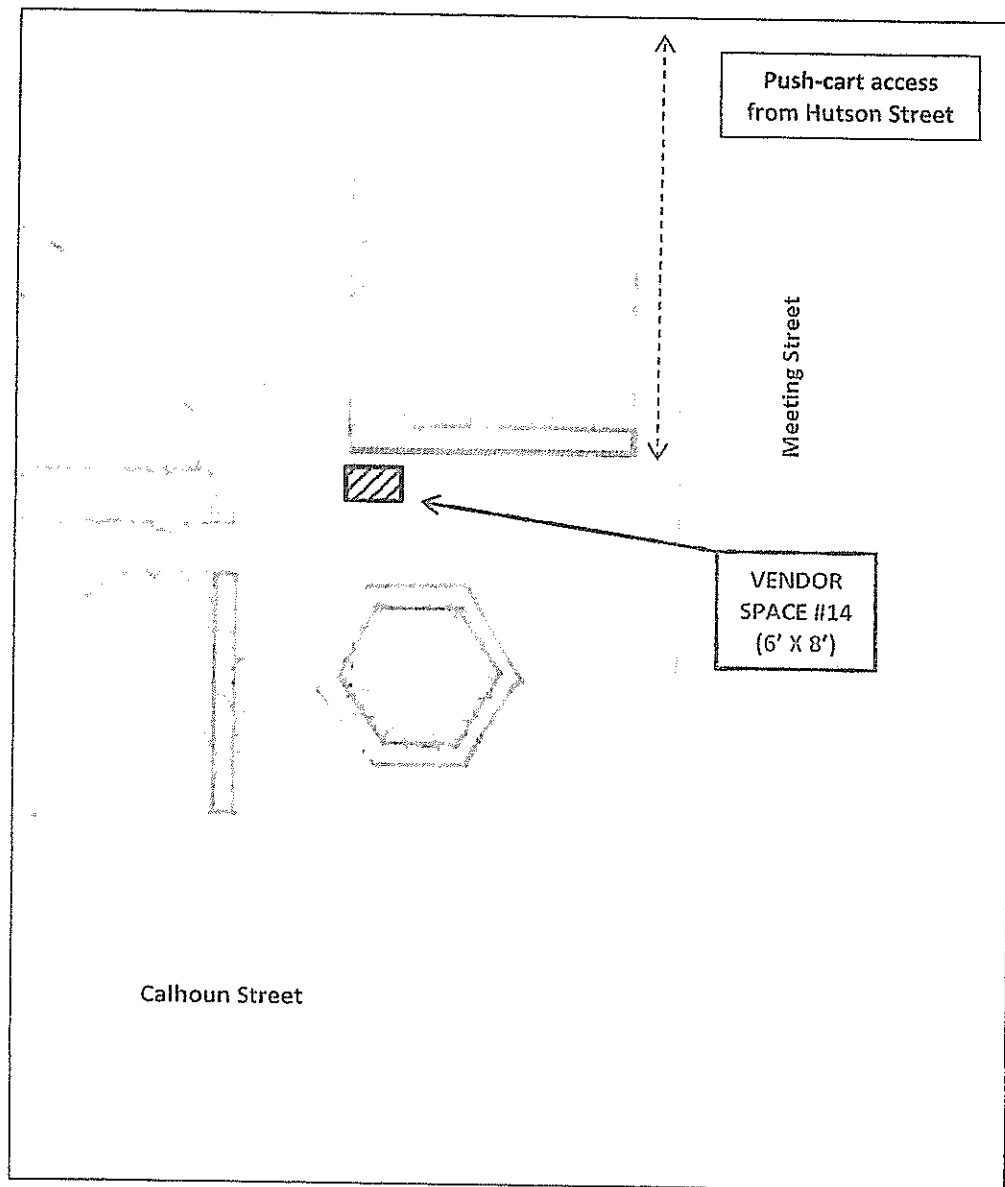 Push-cart access
from Hutson Street
Meeting Street
VENDOR
SPACE #14
(6' X 8')
Calhoun Street